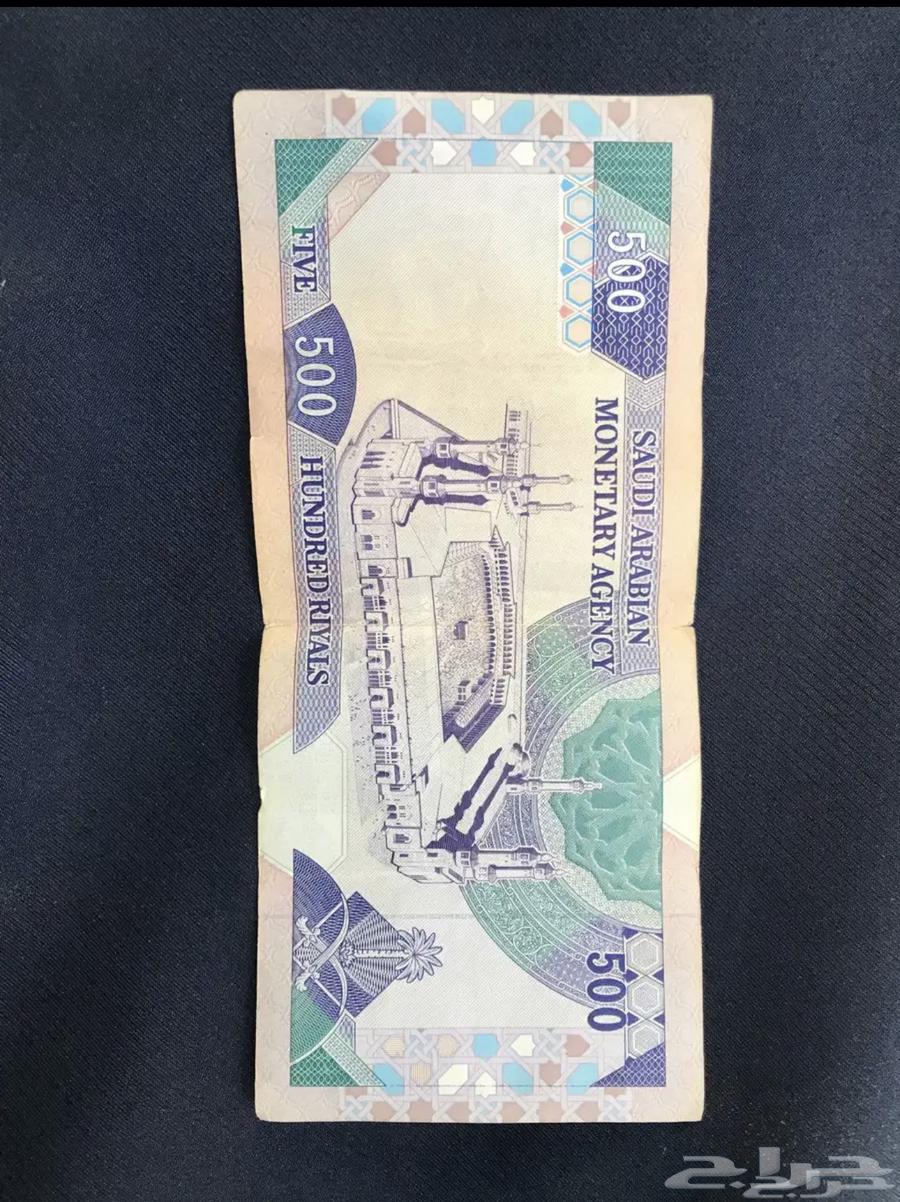 500
SAUDI ARABIAN
MONETARY AGENCY
500
FIVE 500 HUNDRED RIYALS
حراج